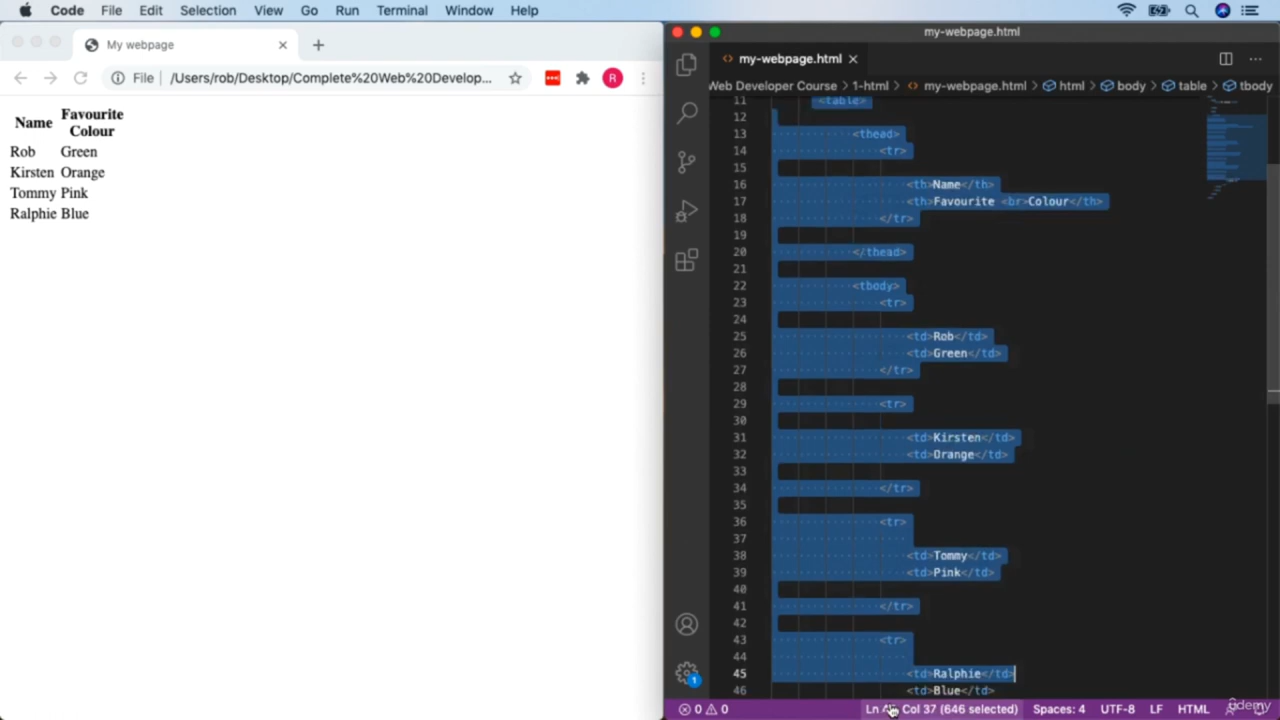 Code File Edit Selection View Go Run Terminal Window Help
My webpage
File /Users/rob/Desktop/Complete%20Web%20Develop...
R
Name Favourite Colour
Rob Green
Kirsten Orange
Tommy Pink
Ralphie Blue
my-webpage.html
my-webpage.html
Web Developer Course > 1-html > my-webpage.html > html > body > table > tbody
11 <table>
12
13 <thead>
14 <tr>
15
16 <th>Name</th>
17 <th>Favourite <br>Colour</th>
18 </tr>
19
20 </thead>
21
22 <tbody>
23 <tr>
24
25 <td>Rob</td>
26 <td>Green</td>
27 </tr>
28
29 <tr>
30
31 <td>Kirsten</td>
32 <td>Orange</td>
33
34 </tr>
35
36 <tr>
37
38 <td>Tommy</td>
39 <td>Pink</td>
40
41 </tr>
42
43 <tr>
44
45 <td>Ralphie</td>
46 <td>Blue</td>
1
0 0 Ln Col 37 (646 selected) Spaces: 4 UTF-8 LF HTML
udemy